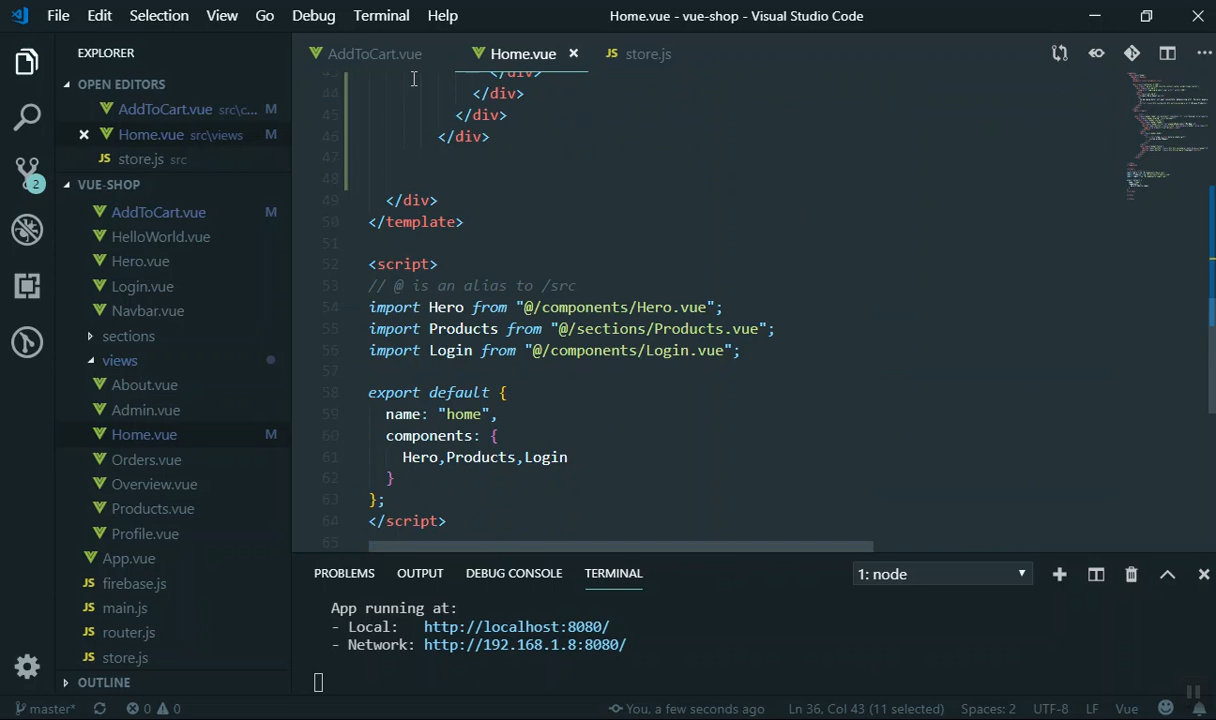 File Edit Selection View Go Debug Terminal Help Home.vue - vue-shop - Visual Studio Code
EXPLORER
OPEN EDITORS
AddToCart.vue src\c... M
Home.vue src\views M
store.js src
VUE-SHOP
AddToCart.vue M
HelloWorld.vue
Hero.vue
Login.vue
Navbar.vue
sections
views
About.vue
Admin.vue
Home.vue M
Orders.vue
Overview.vue
Products.vue
Profile.vue
App.vue
JS firebase.js
JS main.js
JS router.js
JS store.js
OUTLINE
2
AddToCart.vue Home.vue JS store.js
43 </div>
44 </div>
45 </div>
46 </div>
47
48
49 </div>
50 </template>
51
52 <script>
53 // @ is an alias to /src
54 import Hero from "@/components/Hero.vue";
55 import Products from "@/sections/Products.vue";
56 import Login from "@/components/Login.vue";
57
58 export default {
59 name: "home",
60 components: {
61 Hero,Products,Login
62 }
63 };
64 </script>
65
PROBLEMS OUTPUT DEBUG CONSOLE TERMINAL 1: node
App running at:
- Local: http://localhost:8080/
- Network: http://192.168.1.8:8080/
master* 0 0 You, a few seconds ago Ln 36, Col 43 (11 selected) Spaces: 2 UTF-8 LF Vue